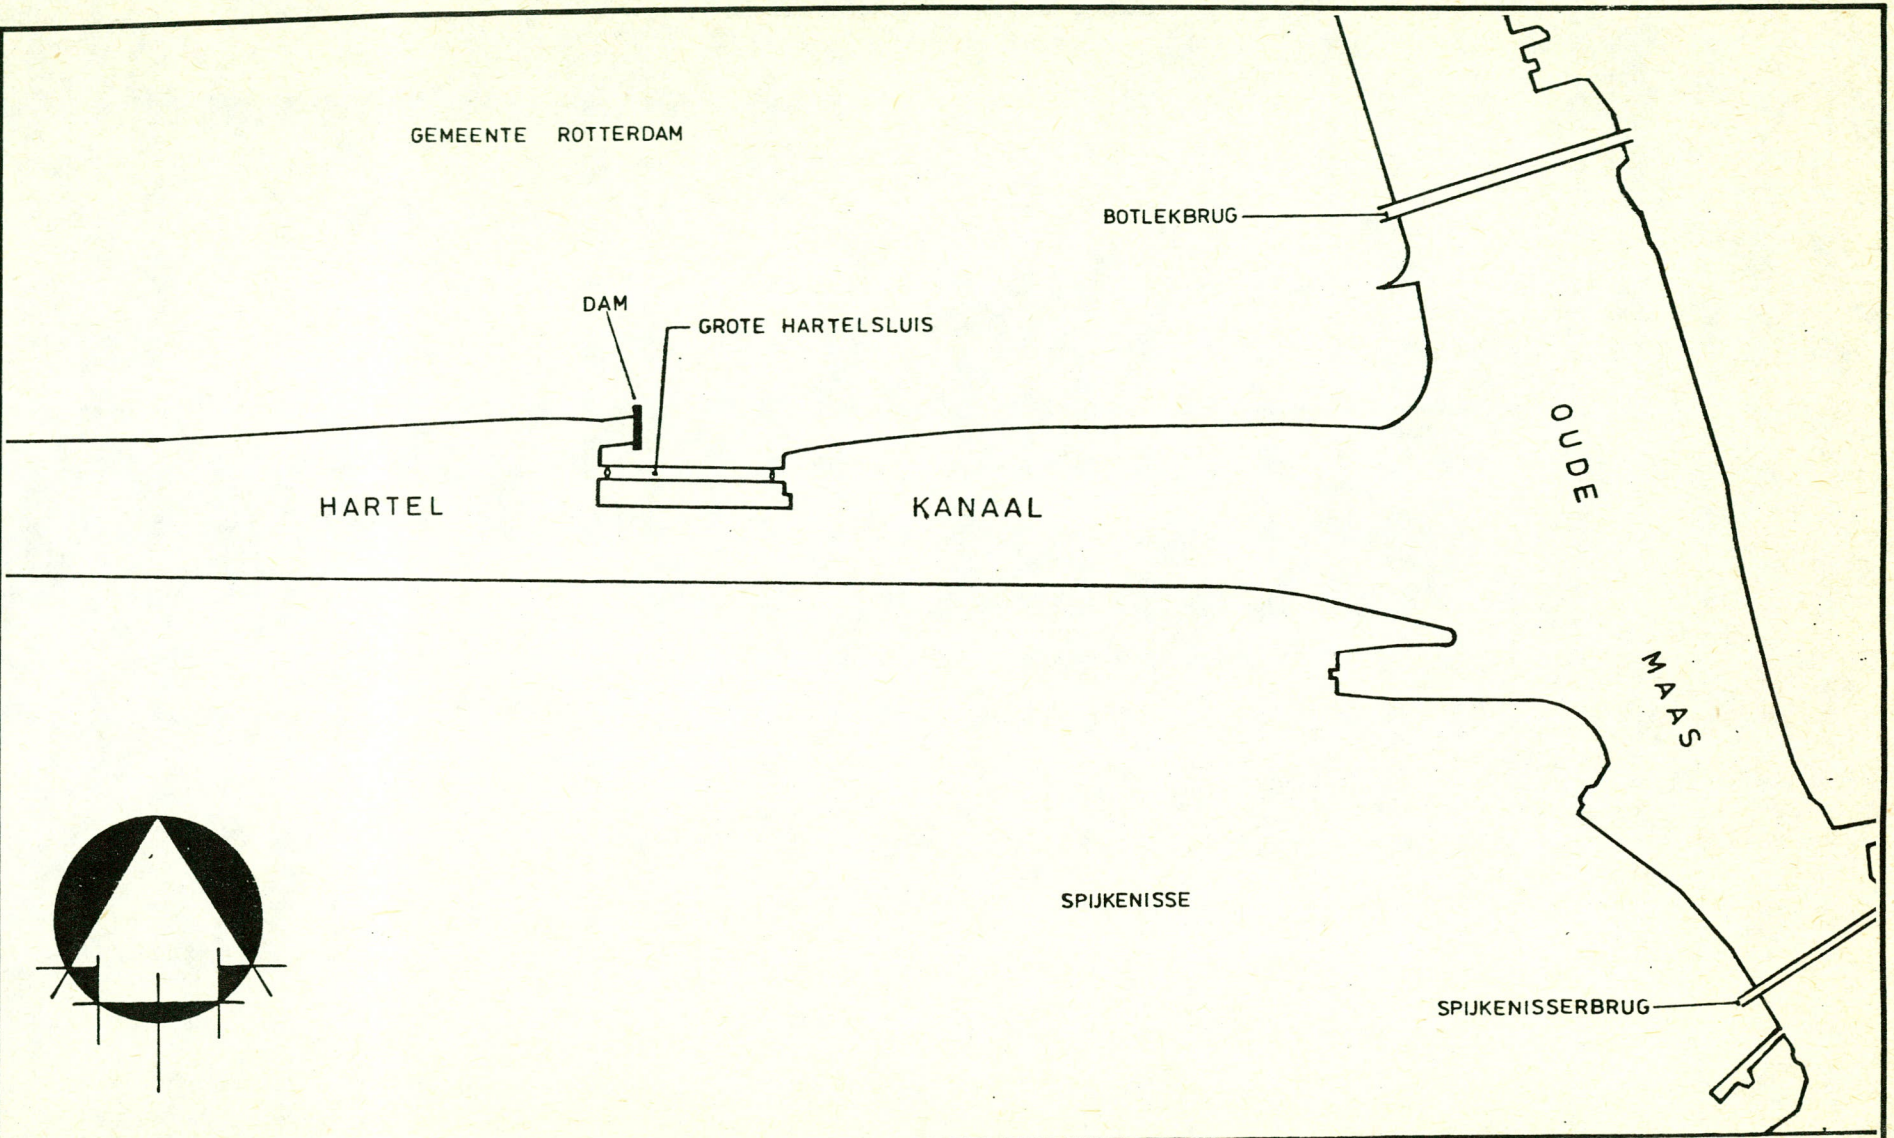 GEMEENTE ROTTERDAM
BOTLEKBRUG
DAM
GROTE HARTELSLUIS
OUDE
HARTEL KANAAL
MAAS
SPIJKENISSE
SPIJKENISSERBRUG